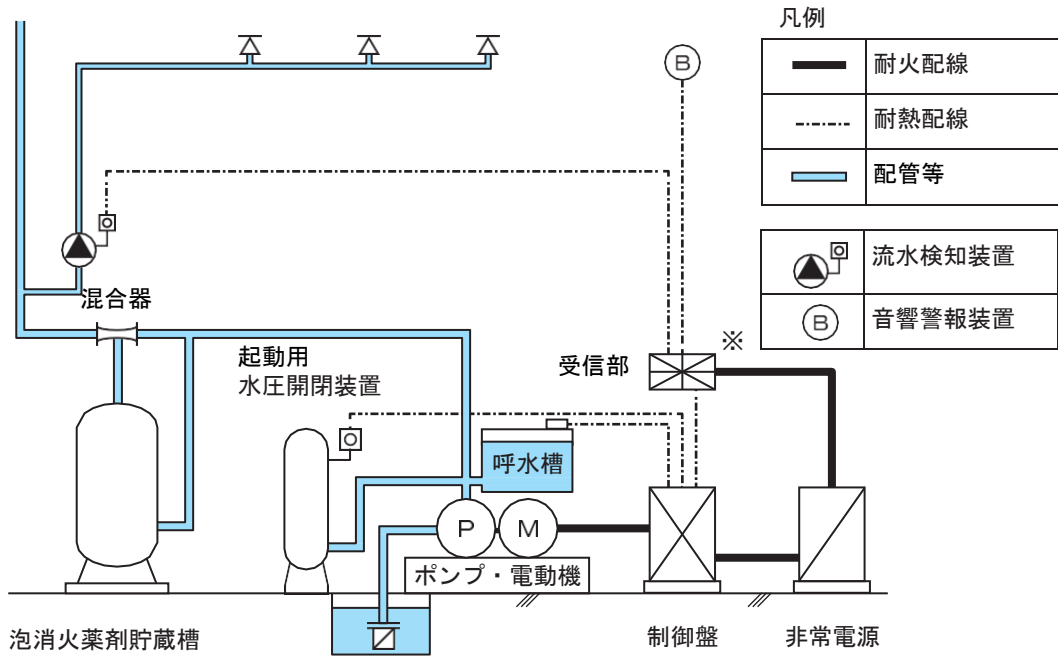 凡例
B
耐火配線
耐熱配線
配管等
流水検知装置
B
音響警報装置
混合器
※
起動用
水圧開閉装置
受信部
呼水槽
P
M
ポンプ・電動機
泡消火薬剤貯蔵槽
制御盤
非常電源